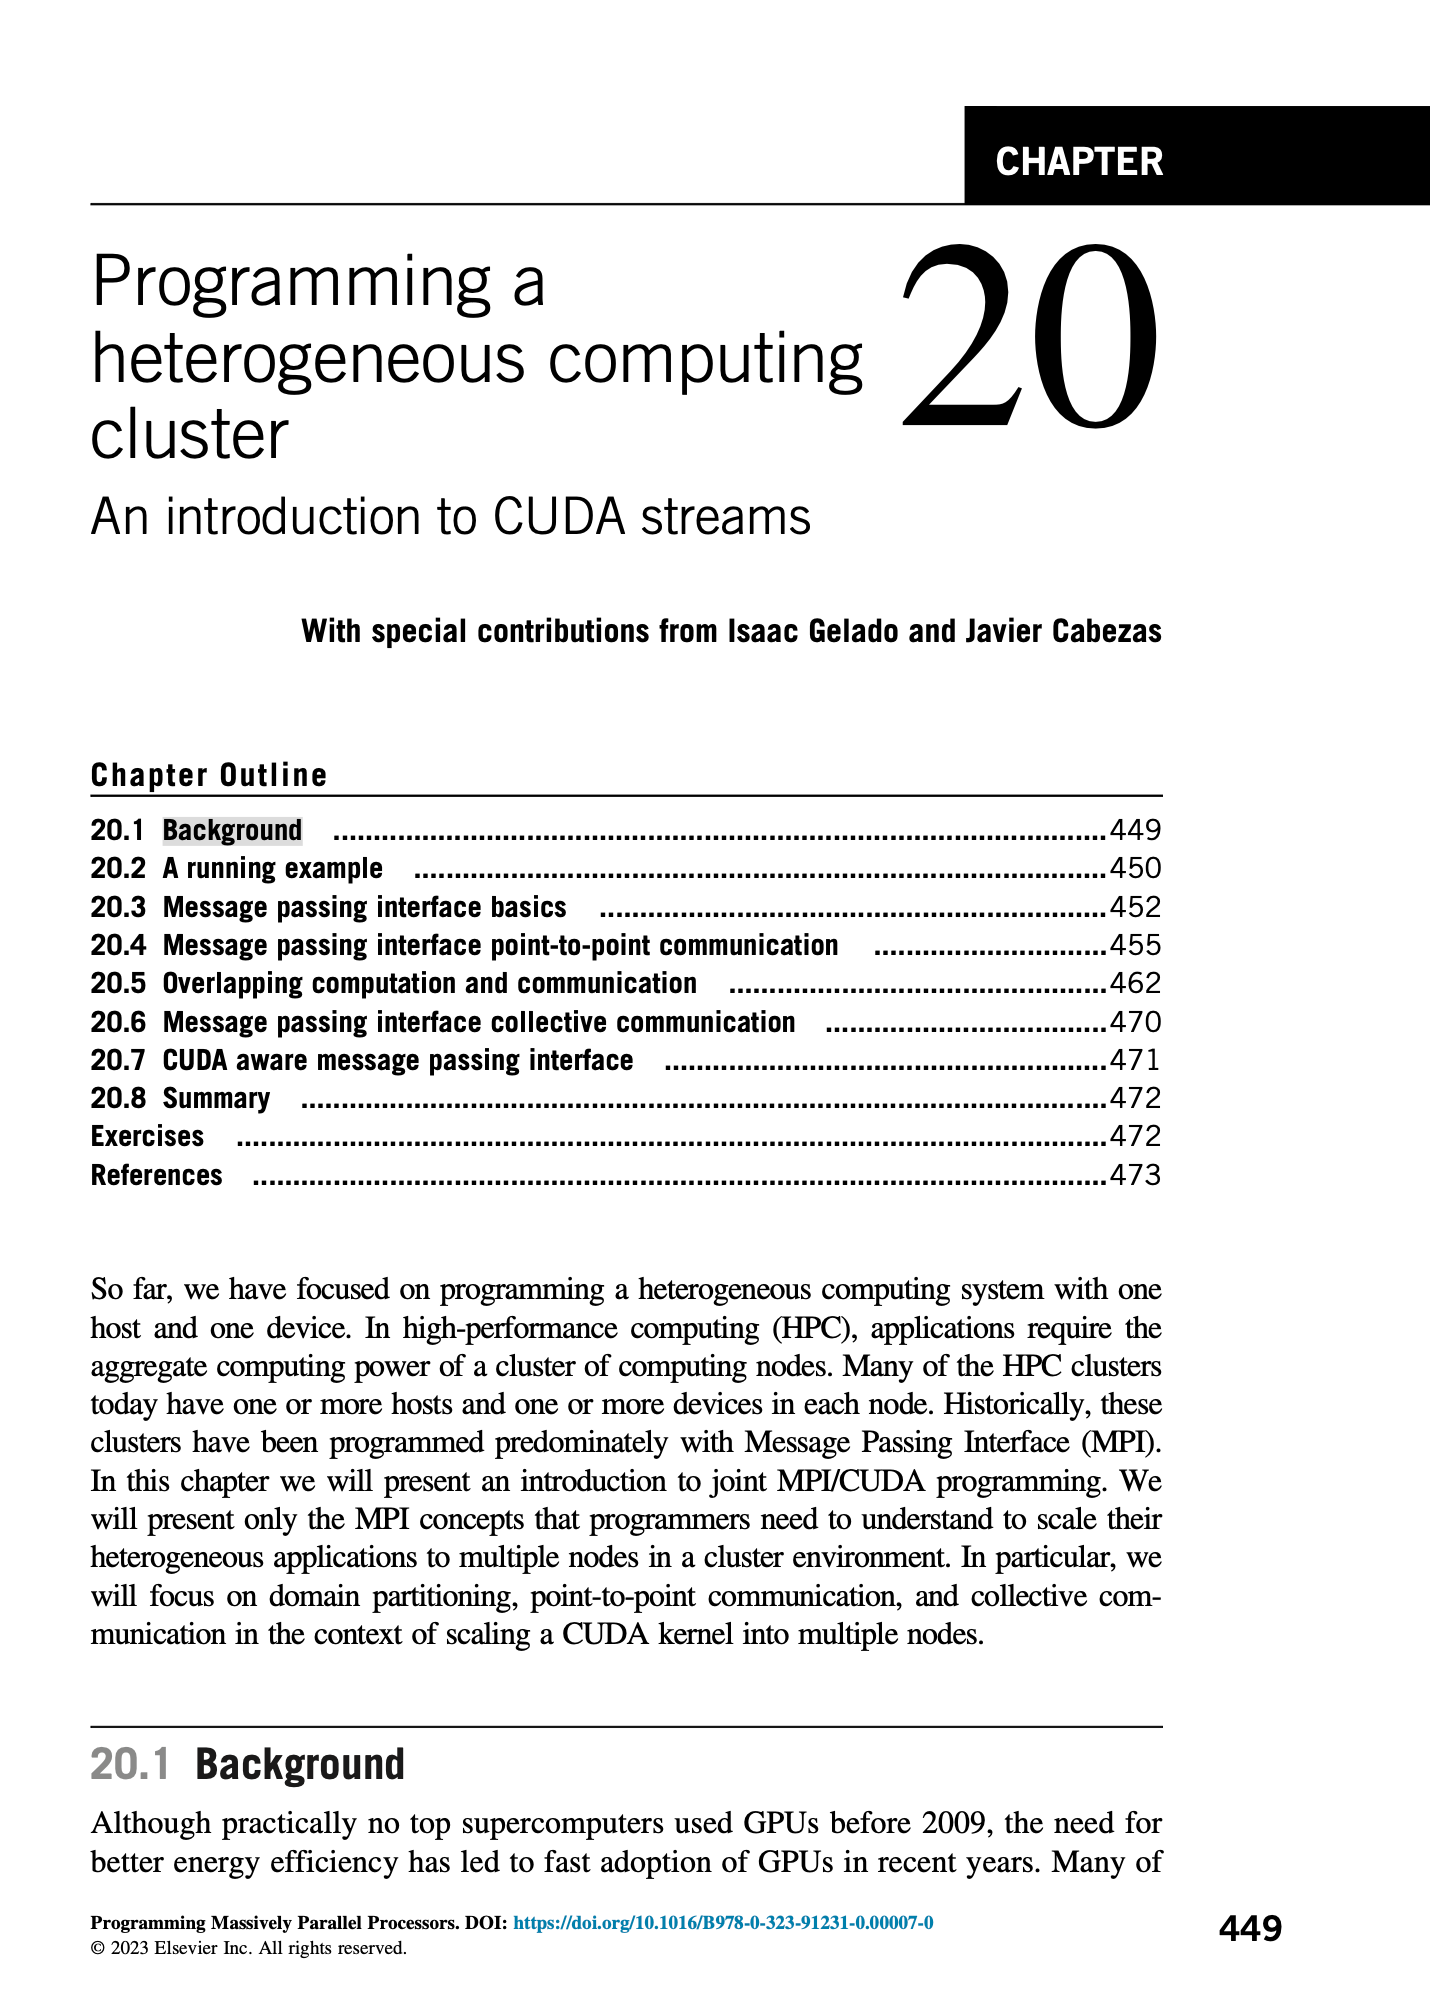 CHAPTER
20
Programming a
heterogeneous computing
cluster
An introduction to CUDA streams
With special contributions from Isaac Gelado and Javier Cabezas
Chapter Outline
20.1 Background ................................................................................................449
20.2 A running example ......................................................................................450
20.3 Message passing interface basics ...............................................................452
20.4 Message passing interface point-to-point communication .............................455
20.5 Overlapping computation and communication ...............................................462
20.6 Message passing interface collective communication ...................................470
20.7 CUDA aware message passing interface .......................................................471
20.8 Summary ....................................................................................................472
Exercises ............................................................................................................472
References ..........................................................................................................473
So far, we have focused on programming a heterogeneous computing system with one
host and one device. In high-performance computing (HPC), applications require the
aggregate computing power of a cluster of computing nodes. Many of the HPC clusters
today have one or more hosts and one or more devices in each node. Historically, these
clusters have been programmed predominately with Message Passing Interface (MPI).
In this chapter we will present an introduction to joint MPI/CUDA programming. We
will present only the MPI concepts that programmers need to understand to scale their
heterogeneous applications to multiple nodes in a cluster environment. In particular, we
will focus on domain partitioning, point-to-point communication, and collective com-
munication in the context of scaling a CUDA kernel into multiple nodes.
20.1 Background
Although practically no top supercomputers used GPUs before 2009, the need for
better energy efficiency has led to fast adoption of GPUs in recent years. Many of
Programming Massively Parallel Processors. DOI: https://doi.org/10.1016/B978-0-323-91231-0.00007-0
© 2023 Elsevier Inc. All rights reserved.
449